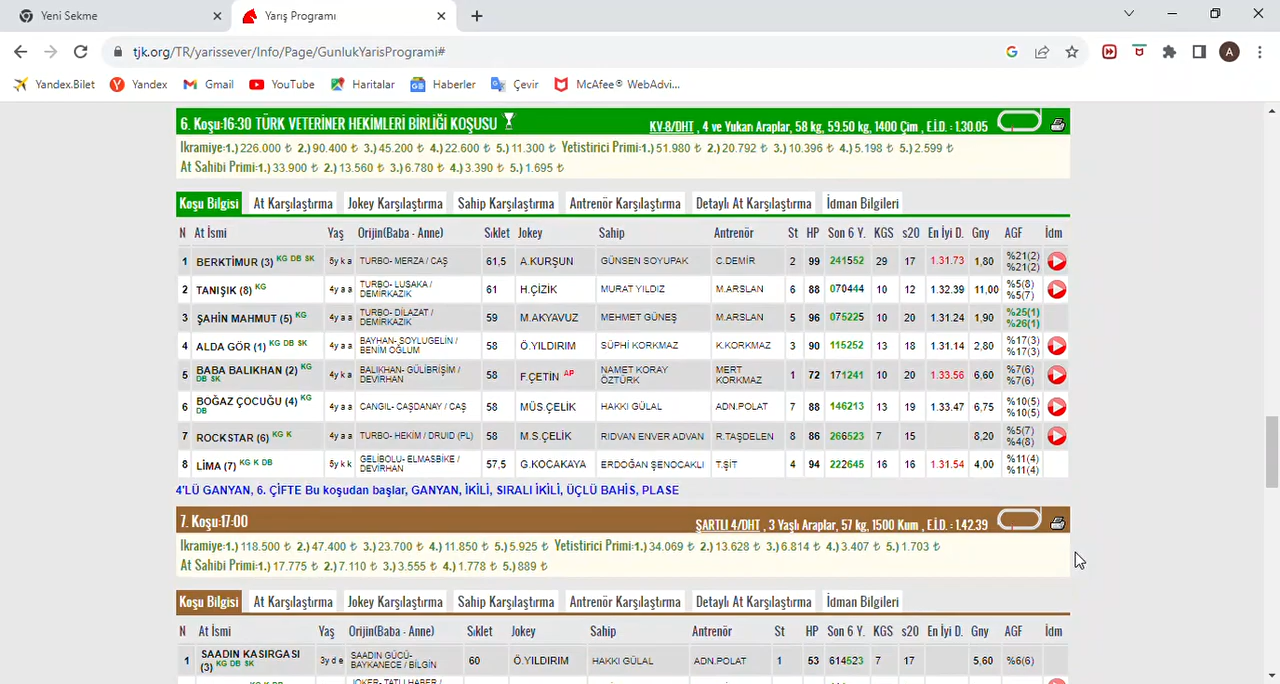 Yeni Sekme
Yarış Programı
tjk.org/TR/yarissever/Info/Page/GunlukYarisProgrami#
A
Yandex.Bilet Yandex Gmail YouTube Haritalar Haberler Çevir McAfee® WebAdvi...
6. Koşu:16:30 TÜRK VETERİNER HEKİMLERİ BİRLİĞİ KOŞUSU KV-8/DHT , 4 ve Yukarı Araplar, 58 kg, 59.50 kg, 1400 Çim , E.İ.D. : 1.30.05
İkramiye:1.) 226.000 ₺ 2.) 90.400 ₺ 3.) 45.200 ₺ 4.) 22.600 ₺ 5.) 11.300 ₺ Yetistirici Primi:1.) 51.980 ₺ 2.) 20.792 ₺ 3.) 10.396 ₺ 4.) 5.198 ₺ 5.) 2.599 ₺
At Sahibi Primi:1.) 33.900 ₺ 2.) 13.560 ₺ 3.) 6.780 ₺ 4.) 3.390 ₺ 5.) 1.695 ₺
Koşu Bilgisi At Karşılaştırma Jokey Karşılaştırma Sahip Karşılaştırma Antrenör Karşılaştırma Detaylı At Karşılaştırma İdman Bilgileri
N At İsmi Yaş Orijin(Baba - Anne) Sıklet Jokey Sahip Antrenör St HP Son 6 Y. KGS s20 En İyi D. Gny AGF İdm
1 BERKTİMUR (3) KG DB SK 5y k a TURBO- MERZA / CAŞ 61,5 A.KURŞUN GÜNSEN SOYUPAK C.DEMİR 2 99 241552 29 17 1.31.73 1,80 %21(2) %21(2)
2 TANIŞIK (8) KG 4y a a TURBO- LUSAKA / DEMİRKAZIK 61 H.ÇİZİK MURAT YILDIZ M.ARSLAN 6 88 070444 10 12 1.32.39 11,00 %5(8) %5(7)
3 ŞAHİN MAHMUT (5) KG 4y a a TURBO- DİLAZAT / DEMİRKAZIK 59 M.AKYAVUZ MEHMET GÜNEŞ M.ARSLAN 5 96 075225 10 20 1.31.24 1,90 %25(1) %26(1)
4 ALDA GÖR (1) KG DB SK 4y a a BAYHAN- SOYLUGELİN / BENİM OĞLUM 58 Ö.YILDIRIM SÜPHİ KORKMAZ K.KORKMAZ 3 90 115252 13 18 1.31.14 2,80 %17(3) %17(3)
5 BABA BALIKHAN (2) KG DB SK 4y k a BALIKHAN- GÜLİBRİŞİM / DEVİRHAN 58 F.ÇETİN AP NAMET KORAY ÖZTÜRK MERT KORKMAZ 1 72 171241 10 20 1.33.56 6,60 %7(6) %7(6)
6 BOĞAZ ÇOCUĞU (4) KG DB 4y a a CANGIL- CAŞDANAY / CAŞ 58 MÜS.ÇELİK HAKKI GÜLAL ADN.POLAT 7 88 146213 13 19 1.33.47 6,75 %10(5) %10(5)
7 ROCKSTAR (6) KG K 4y a a TURBO- HEKİM / DRUID (PL) 58 M.S.ÇELİK RIDVAN ENVER ADVAN R.TAŞDELEN 8 86 266523 7 15 8,20 %5(7) %4(8)
8 LİMA (7) KG K DB 5y k k GELİBOLU- ELMASBİKE / DEVİRHAN 57,5 G.KOCAKAYA ERDOĞAN ŞENOCAKLI T.ŞİT 4 94 222645 16 16 1.31.54 4,00 %11(4) %11(4)
4'LÜ GANYAN, 6. ÇİFTE Bu koşudan başlar, GANYAN, İKİLİ, SIRALI İKİLİ, ÜÇLÜ BAHİS, PLASE
7. Koşu:17:00 ŞARTLI 4/DHT , 3 Yaşlı Araplar, 57 kg, 1500 Kum , E.İ.D. : 1.42.39
İkramiye:1.) 118.500 ₺ 2.) 47.400 ₺ 3.) 23.700 ₺ 4.) 11.850 ₺ 5.) 5.925 ₺ Yetistirici Primi:1.) 34.069 ₺ 2.) 13.628 ₺ 3.) 6.814 ₺ 4.) 3.407 ₺ 5.) 1.703 ₺
At Sahibi Primi:1.) 17.775 ₺ 2.) 7.110 ₺ 3.) 3.555 ₺ 4.) 1.778 ₺ 5.) 889 ₺
Koşu Bilgisi At Karşılaştırma Jokey Karşılaştırma Sahip Karşılaştırma Antrenör Karşılaştırma Detaylı At Karşılaştırma İdman Bilgileri
N At İsmi Yaş Orijin(Baba - Anne) Sıklet Jokey Sahip Antrenör St HP Son 6 Y. KGS s20 En İyi D. Gny AGF İdm
1 SAADIN KASIRGASI (3) KG DB SK 3y d e SAADIN GÜCÜ- BAYKANECE / BİLGİN 60 Ö.YILDIRIM HAKKI GÜLAL ADN.POLAT 1 53 614523 7 17 5,60 %6(6)